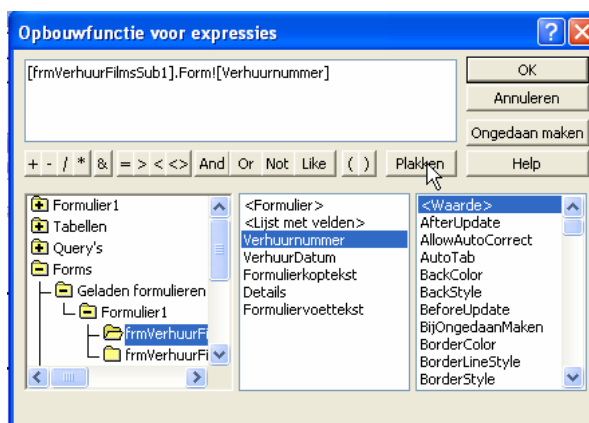 Opbouwfunctie voor expressies
[frmVerhuurFilmsSub1].Form![Verhuurnummer]
OK
Annuleren
Ongedaan maken
+ - / * & = > < <> And Or Not Like ( ) Plakken Help
Formulier1
Tabellen
Query's
Forms
Geladen formulieren
Formulier1
frmVerhuurFi
frmVerhuurFi
<Formulier>
<Lijst met velden>
Verhuurnummer
VerhuurDatum
Formulierkoptekst
Details
Formuliervoettekst
<Waarde>
AfterUpdate
AllowAutoCorrect
AutoTab
BackColor
BackStyle
BeforeUpdate
BijOngedaanMaken
BorderColor
BorderLineStyle
BorderStyle